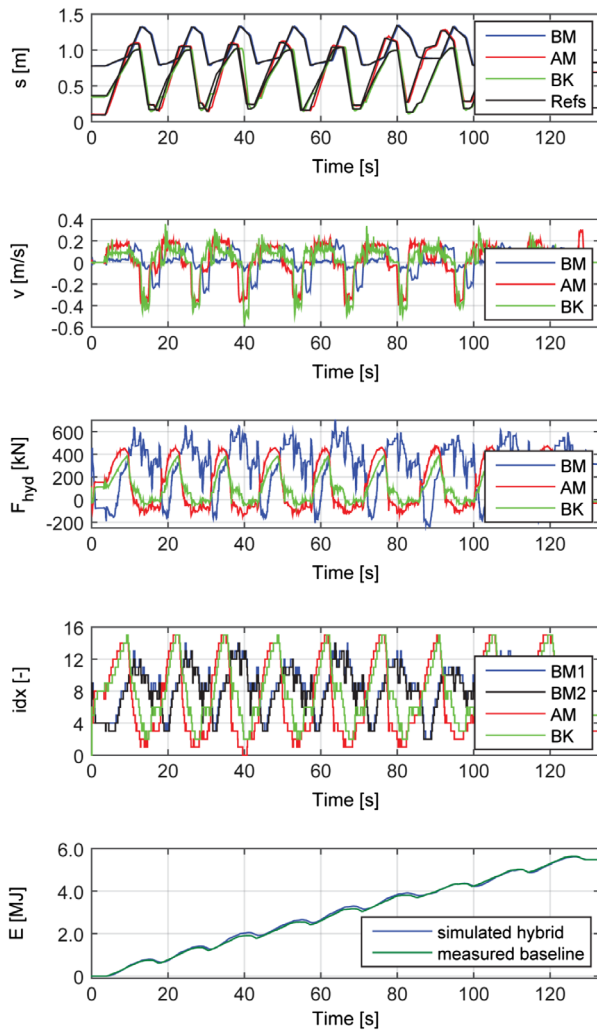 1.5
1.0
0.5
0
s [m]
BM
AM
BK
Refs
0 20 40 60 80 100 120
Time [s]
0.4
0.2
0
-0.2
-0.4
-0.6
v [m/s]
BM
AM
BK
0 20 40 60 80 100 120
Time [s]
600
400
200
0
-200
Fhyd [kN]
BM
AM
BK
0 20 40 60 80 100 120
Time [s]
16
12
8
4
0
idx [-]
BM1
BM2
AM
BK
0 20 40 60 80 100 120
Time [s]
6.0
4.0
2.0
0
E [MJ]
simulated hybrid
measured baseline
0 20 40 60 80 100 120
Time [s]